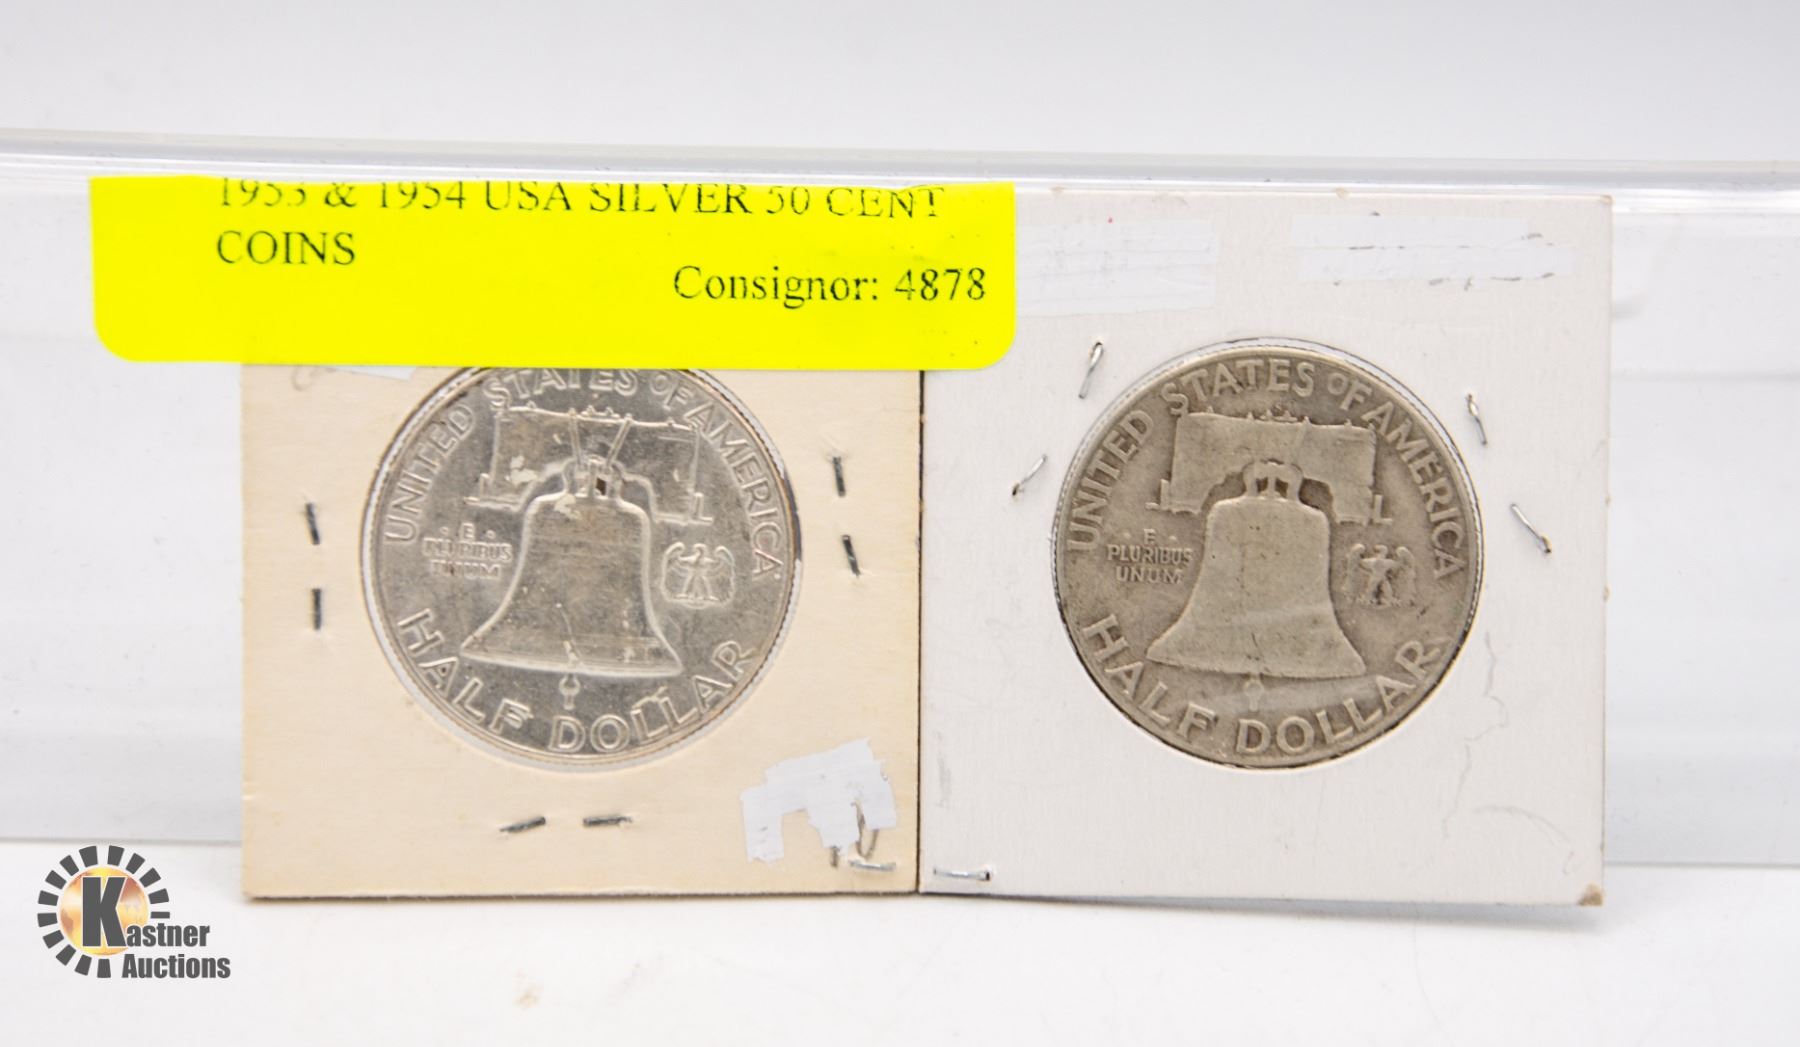 1953 & 1954 USA SILVER 50 CENT
COINS
Consignor: 4878
UNITED STATES OF AMERICA
· E ·
PLURIBUS
UNUM
HALF DOLLAR
UNITED STATES OF AMERICA
· E ·
PLURIBUS
UNUM
HALF DOLLAR
Kastner
Auctions